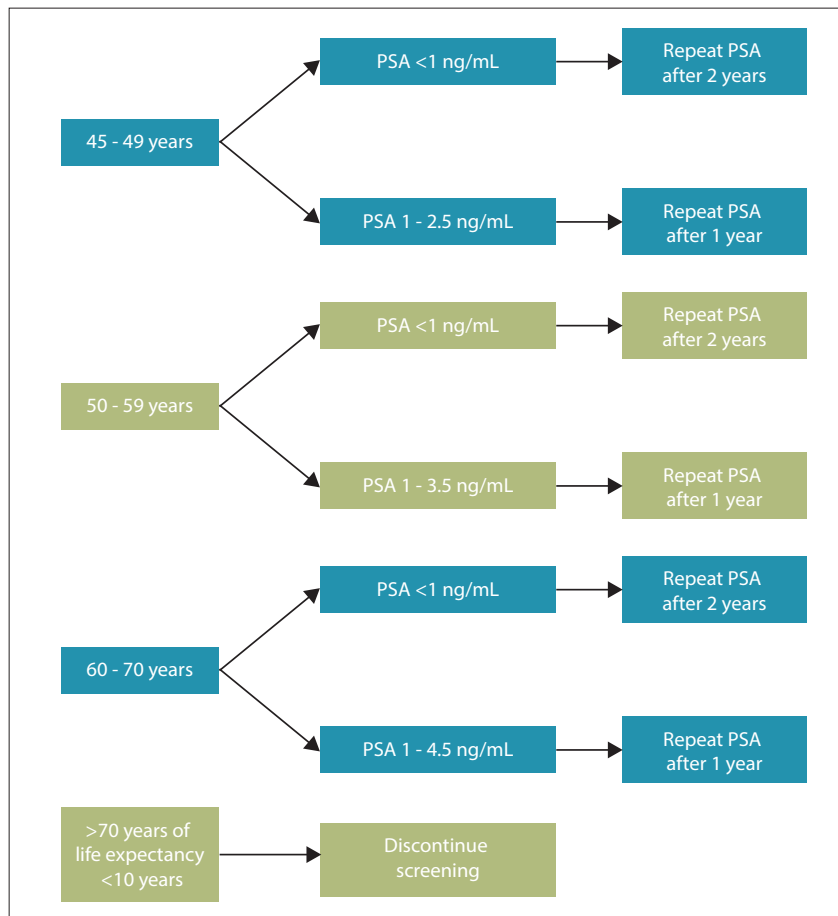 PSA <1 ng/mL
Repeat PSA
after 2 years
45 - 49 years
PSA 1 - 2.5 ng/mL
Repeat PSA
after 1 year
PSA <1 ng/mL
Repeat PSA
after 2 years
50 - 59 years
PSA 1 - 3.5 ng/mL
Repeat PSA
after 1 year
PSA <1 ng/mL
Repeat PSA
after 2 years
60 - 70 years
PSA 1 - 4.5 ng/mL
Repeat PSA
after 1 year
>70 years of
life expectancy
<10 years
Discontinue
screening